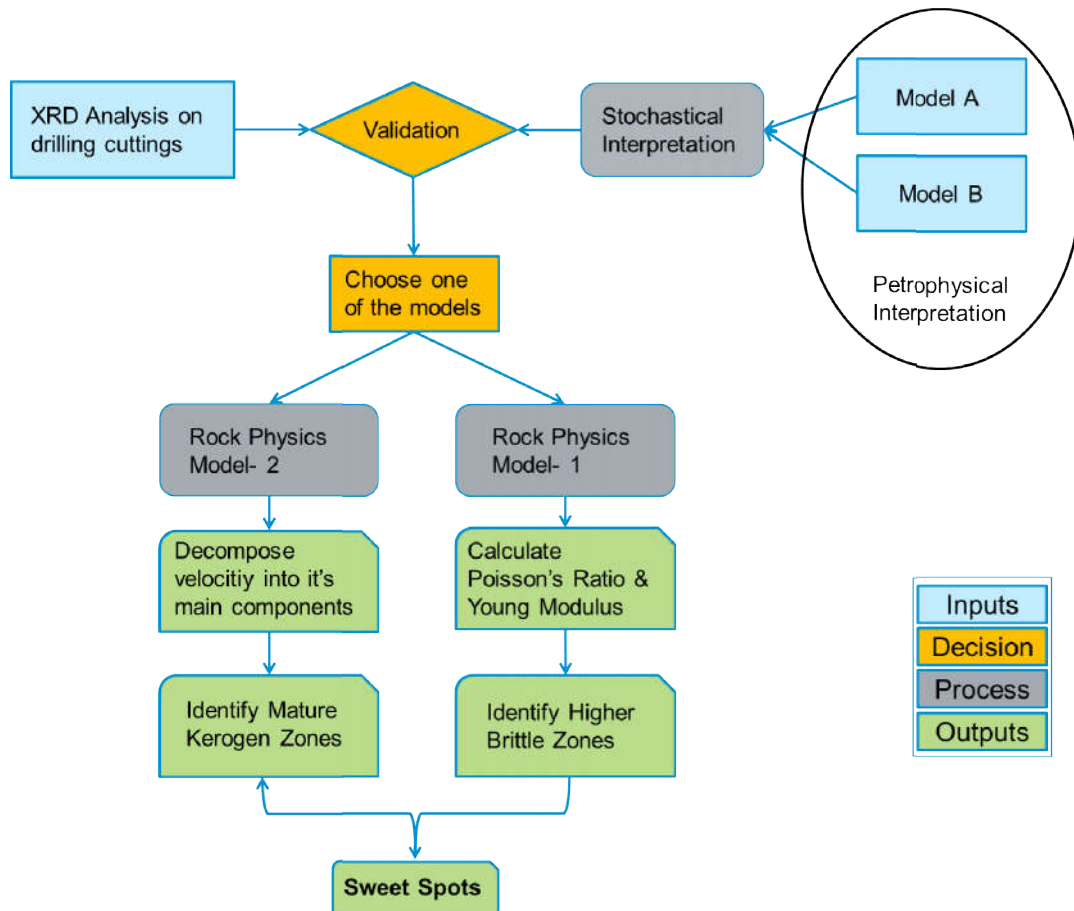 XRD Analysis on
drilling cuttings
Validation
Stochastical
Interpretation
Model A
Model B
Petrophysical
Interpretation
Choose one
of the models
Rock Physics
Model- 2
Rock Physics
Model- 1
Decompose
velocitiy into it's
main components
Calculate
Poisson's Ratio &
Young Modulus
Identify Mature
Kerogen Zones
Identify Higher
Brittle Zones
Sweet Spots
Inputs
Decision
Process
Outputs